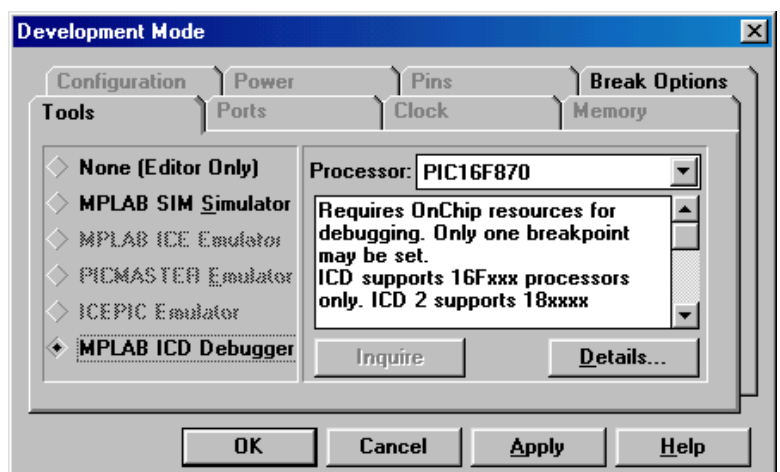 Development Mode
Configuration Power Pins Break Options
Tools Ports Clock Memory
None (Editor Only)
MPLAB SIM Simulator
MPLAB ICE Emulator
PICMASTER Emulator
ICEPIC Emulator
MPLAB ICD Debugger
Processor: PIC16F870
Requires OnChip resources for
debugging. Only one breakpoint
may be set.
ICD supports 16Fxxx processors
only. ICD 2 supports 18xxxx
Inquire Details...
OK Cancel Apply Help